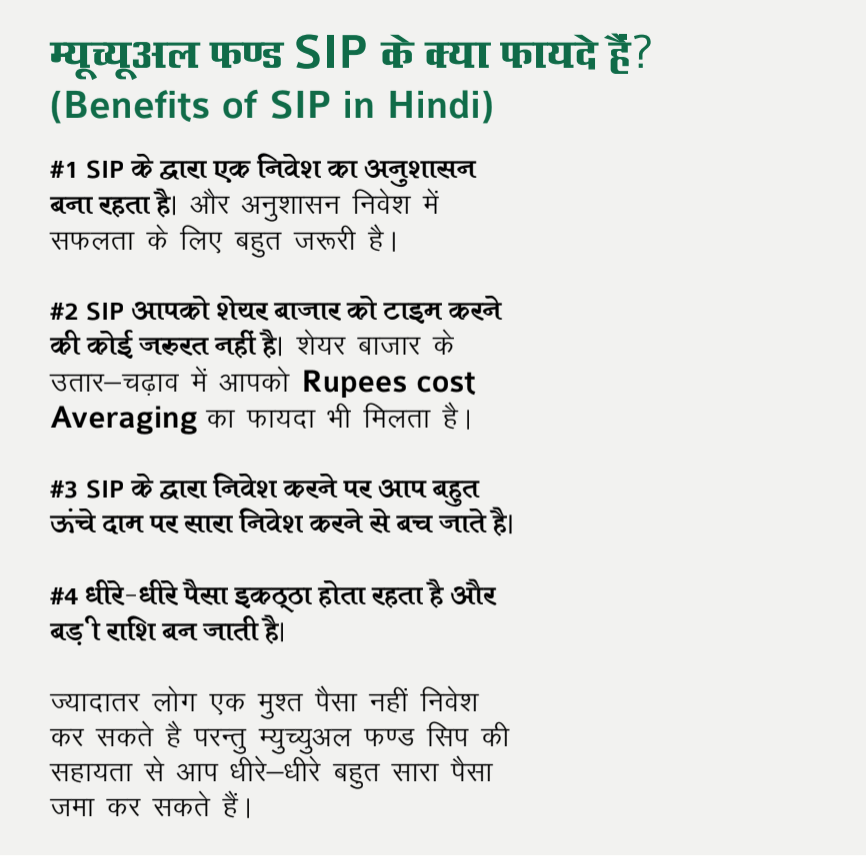 म्यूच्यूअल फण्ड SIP के क्या फायदे हैं?
(Benefits of SIP in Hindi)
#1 SIP के द्वारा एक निवेश का अनुशासन
बना रहता है। और अनुशासन निवेश में
सफलता के लिए बहुत जरूरी है।
#2 SIP आपको शेयर बाजार को टाइम करने
की कोई जरुरत नहीं है। शेयर बाजार के
उतार–चढ़ाव में आपको Rupees cost
Averaging का फायदा भी मिलता है।
#3 SIP के द्वारा निवेश करने पर आप बहुत
ऊंचे दाम पर सारा निवेश करने से बच जाते है।
#4 धीरे-धीरे पैसा इकठ्ठा होता रहता है और
बड़ी राशि बन जाती है।
ज्यादातर लोग एक मुश्त पैसा नहीं निवेश
कर सकते है परन्तु म्युच्युअल फण्ड सिप की
सहायता से आप धीरे–धीरे बहुत सारा पैसा
जमा कर सकते हैं।